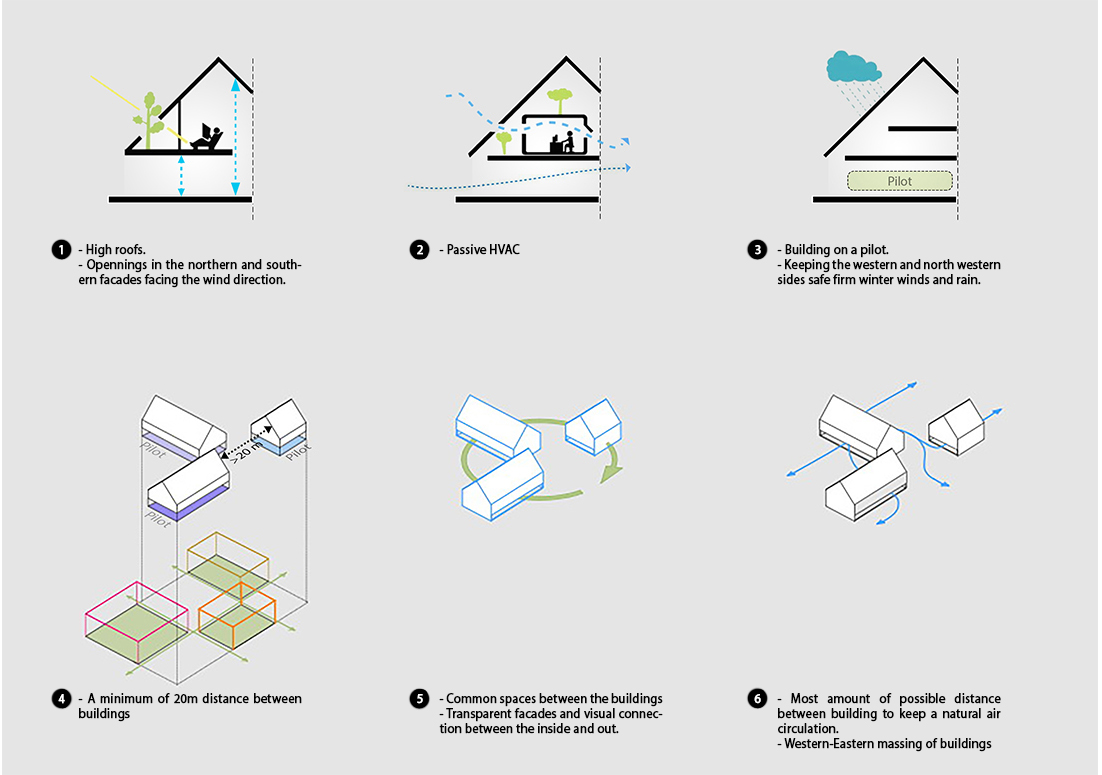 1 - High roofs.
- Opennings in the northern and south-
ern facades facing the wind direction.
2 - Passive HVAC
Pilot
3 - Building on a pilot.
- Keeping the western and north western
sides safe firm winter winds and rain.
Pilot
>20 m
Pilot
Pilot
4 - A minimum of 20m distance between
buildings
5 - Common spaces between the buildings
- Transparent facades and visual connec-
tion between the inside and out.
6 - Most amount of possible distance
between building to keep a natural air
circulation.
- Western-Eastern massing of buildings